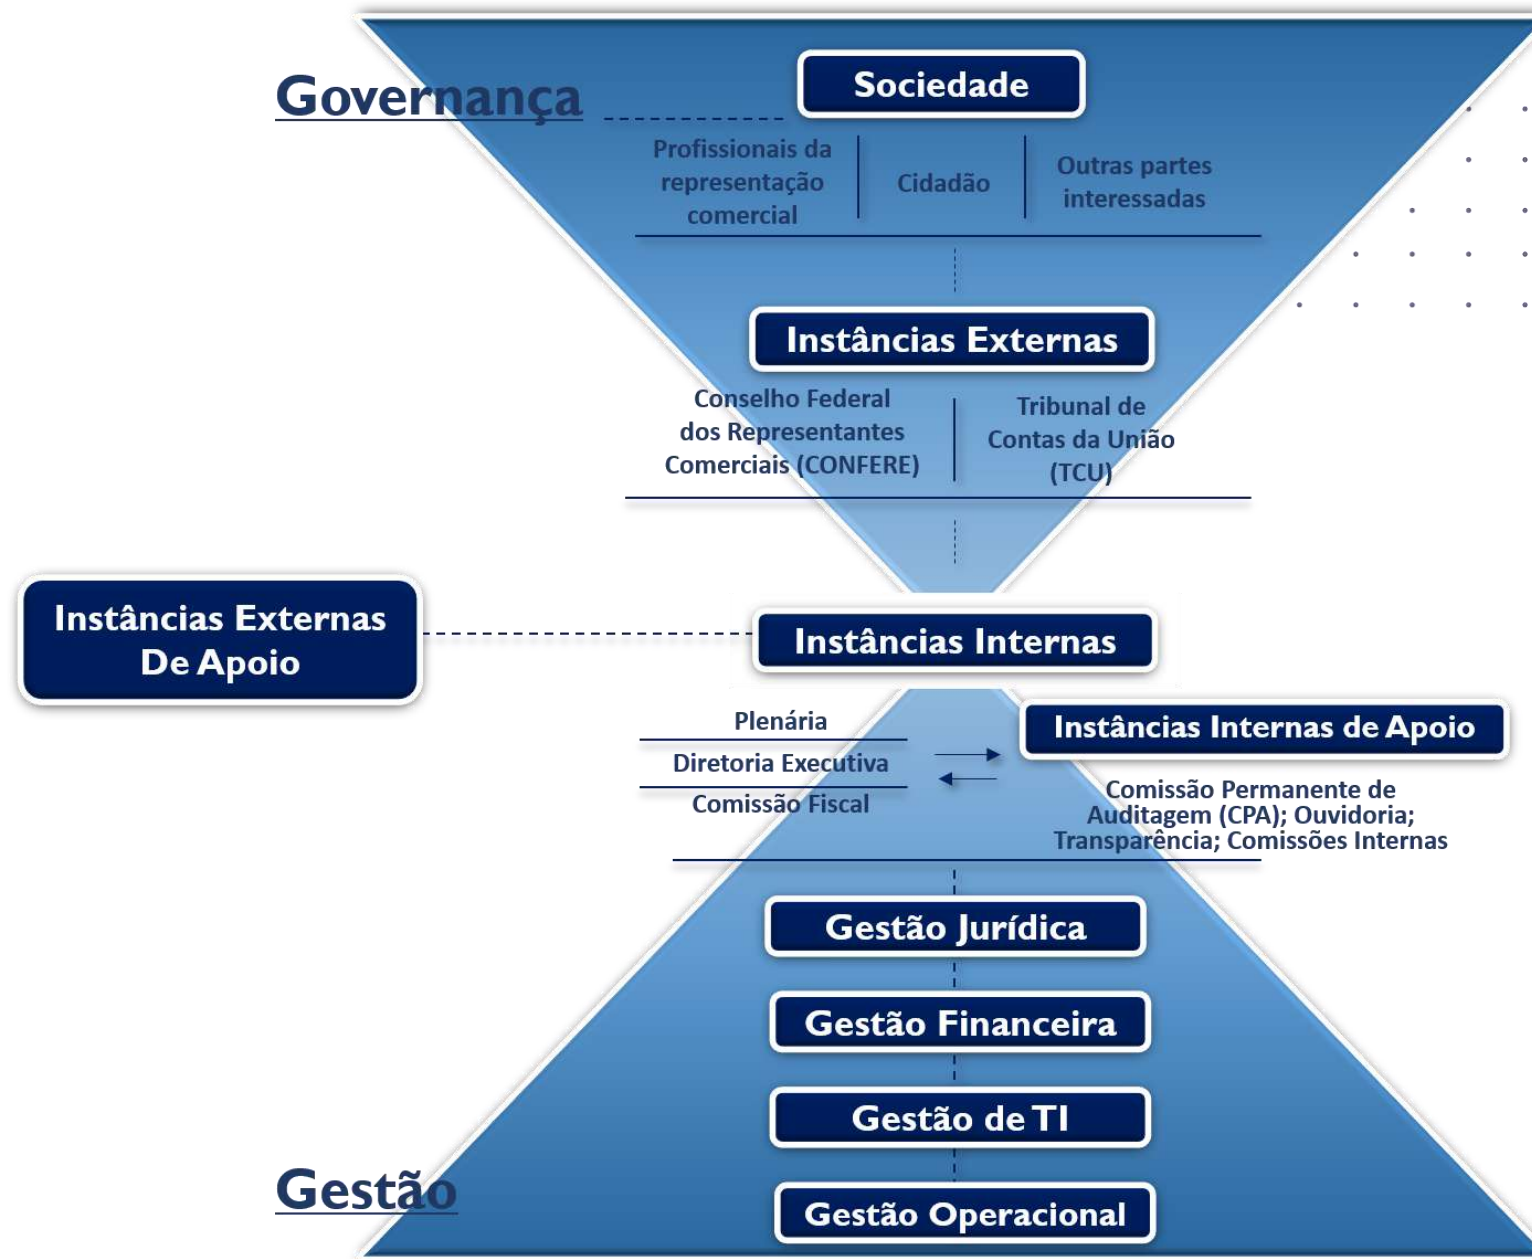 Governança
Sociedade
Profissionais da
representação
comercial
Cidadão
Outras partes
interessadas
Instâncias Externas
Conselho Federal
dos Representantes
Comerciais (CONFERE)
Tribunal de
Contas da União
(TCU)
Instâncias Externas
De Apoio
Instâncias Internas
Plenária
Diretoria Executiva
Comissão Fiscal
Instâncias Internas de Apoio
Comissão Permanente de
Auditagem (CPA); Ouvidoria;
Transparência; Comissões Internas
Gestão Jurídica
Gestão Financeira
Gestão de TI
Gestão
Gestão Operacional